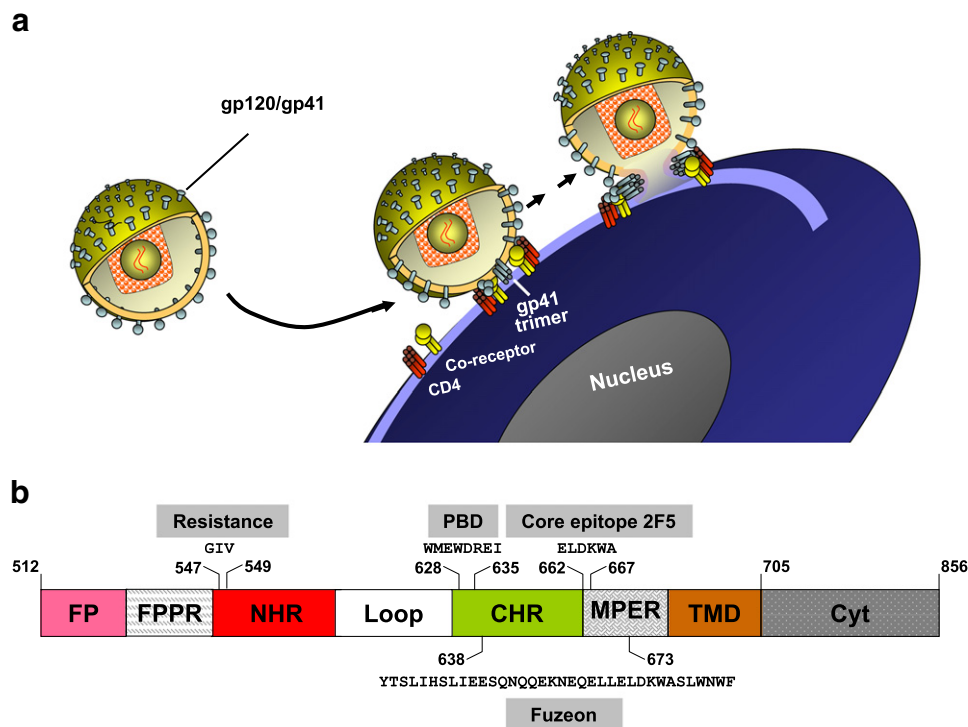 a
gp120/gp41
gp41
trimer
Co-receptor
CD4
Nucleus
b
Resistance
PBD
Core epitope 2F5
GIV
WMEWDREI
ELDKWA
512
547
549
628
635
662
667
705
856
FP
FPPR
NHR
Loop
CHR
MPER
TMD
Cyt
638
673
YTSLIHSLIEESQNQQEKNEQELLELDKWASLWNWF
Fuzeon